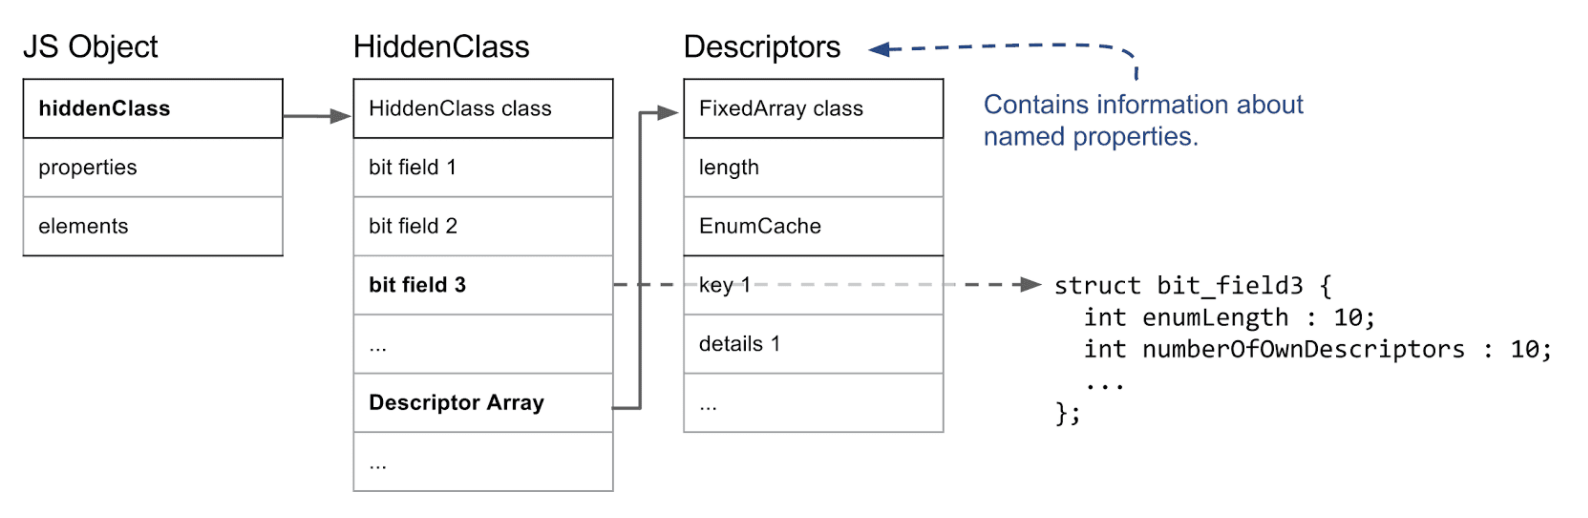 JS Object
hiddenClass
properties
elements
HiddenClass
HiddenClass class
bit field 1
bit field 2
bit field 3
...
Descriptor Array
...
Descriptors
FixedArray class
length
EnumCache
key 1
details 1
...
Contains information about
named properties.
struct bit_field3 {
int enumLength : 10;
int numberOfOwnDescriptors : 10;
...
};